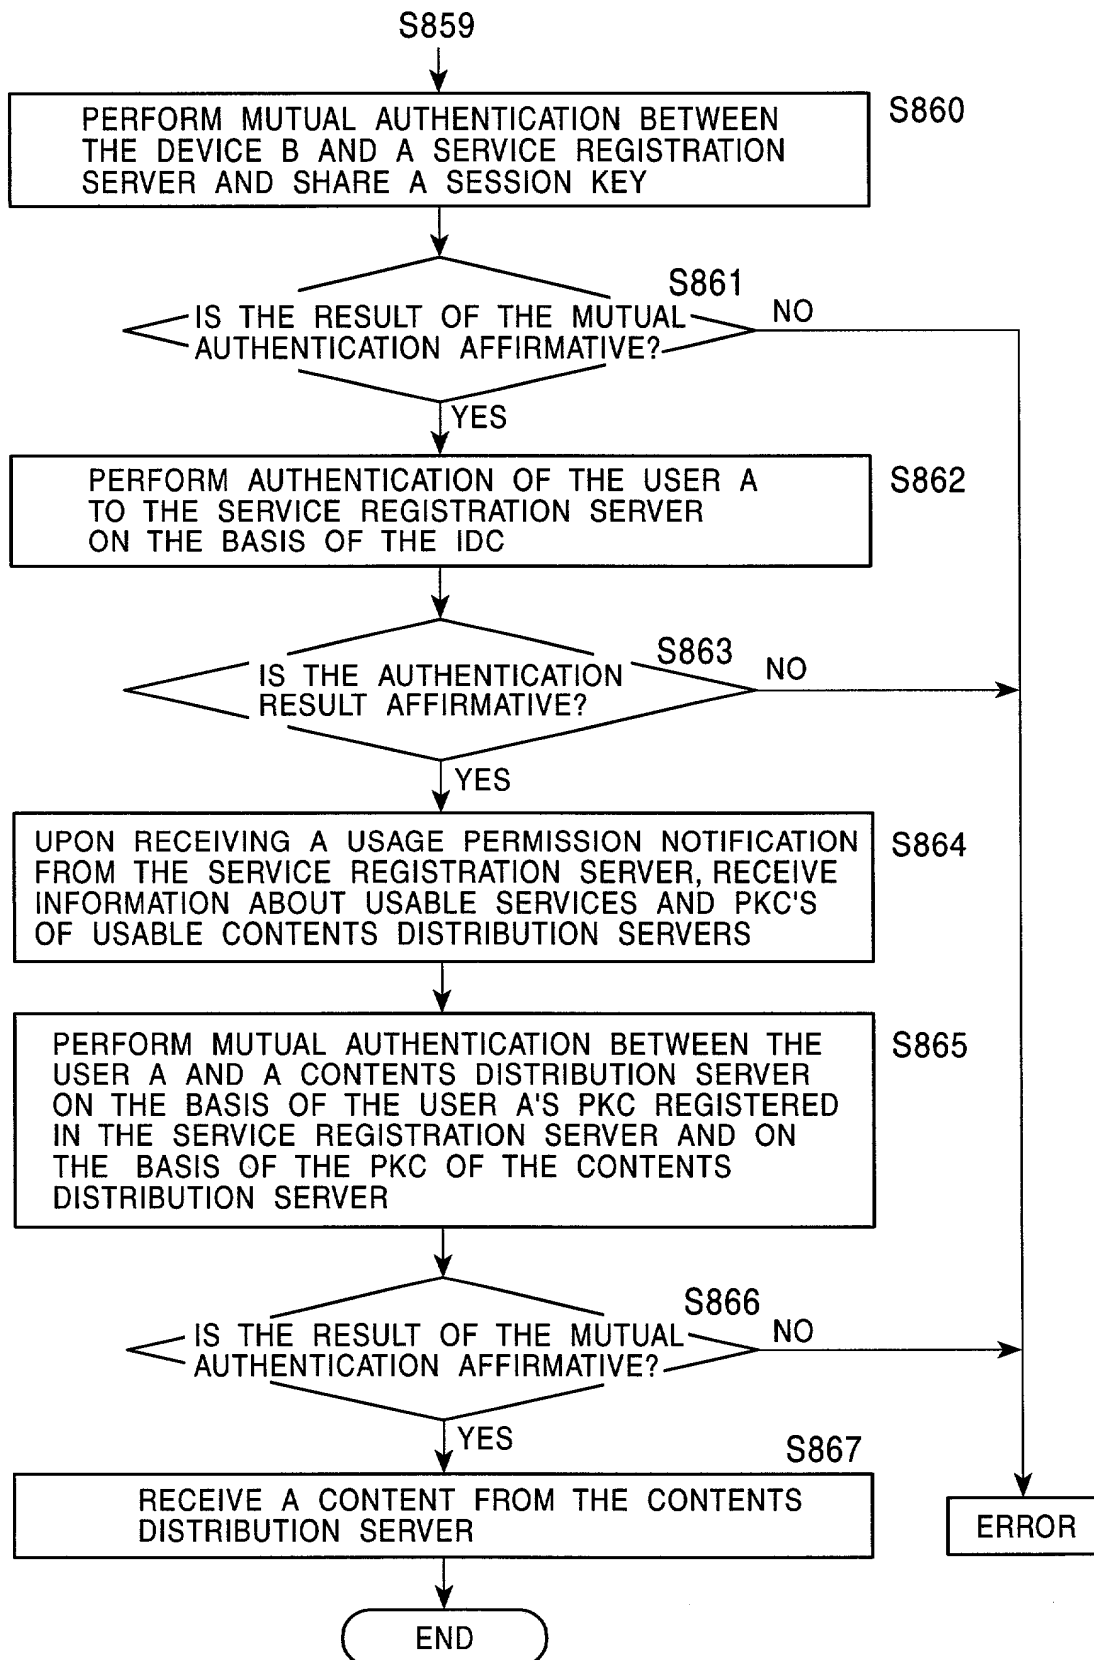 S859
PERFORM MUTUAL AUTHENTICATION BETWEEN
THE DEVICE B AND A SERVICE REGISTRATION
SERVER AND SHARE A SESSION KEY
S860
S861
IS THE RESULT OF THE MUTUAL
AUTHENTICATION AFFIRMATIVE?
NO
YES
PERFORM AUTHENTICATION OF THE USER A
TO THE SERVICE REGISTRATION SERVER
ON THE BASIS OF THE IDC
S862
S863
IS THE AUTHENTICATION
RESULT AFFIRMATIVE?
NO
YES
UPON RECEIVING A USAGE PERMISSION NOTIFICATION
FROM THE SERVICE REGISTRATION SERVER, RECEIVE
INFORMATION ABOUT USABLE SERVICES AND PKC'S
OF USABLE CONTENTS DISTRIBUTION SERVERS
S864
PERFORM MUTUAL AUTHENTICATION BETWEEN THE
USER A AND A CONTENTS DISTRIBUTION SERVER
ON THE BASIS OF THE USER A'S PKC REGISTERED
IN THE SERVICE REGISTRATION SERVER AND ON
THE BASIS OF THE PKC OF THE CONTENTS
DISTRIBUTION SERVER
S865
S866
IS THE RESULT OF THE MUTUAL
AUTHENTICATION AFFIRMATIVE?
NO
YES
S867
RECEIVE A CONTENT FROM THE CONTENTS
DISTRIBUTION SERVER
ERROR
END